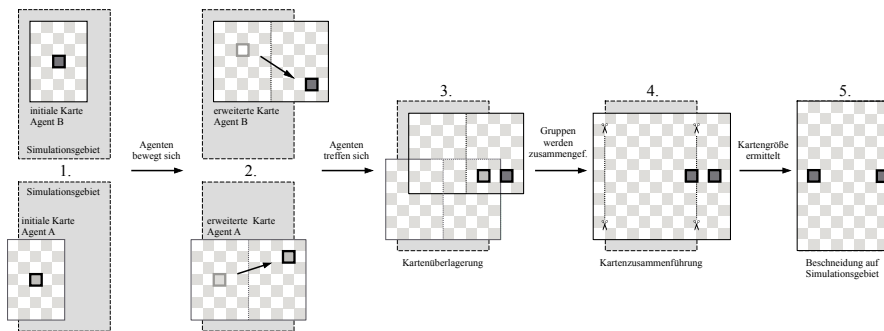 initiale Karte
Agent B
Simulationsgebiet
1.
Simulationsgebiet
initiale Karte
Agent A
Agenten
bewegt sich
erweiterte Karte
Agent B
2.
erweiterte Karte
Agent A
Agenten
treffen sich
3.
Kartenüberlagerung
Gruppen
werden
zusammengef.
4.
Kartenzusammenführung
Kartengröße
ermittelt
5.
Beschneidung auf
Simulationsgebiet